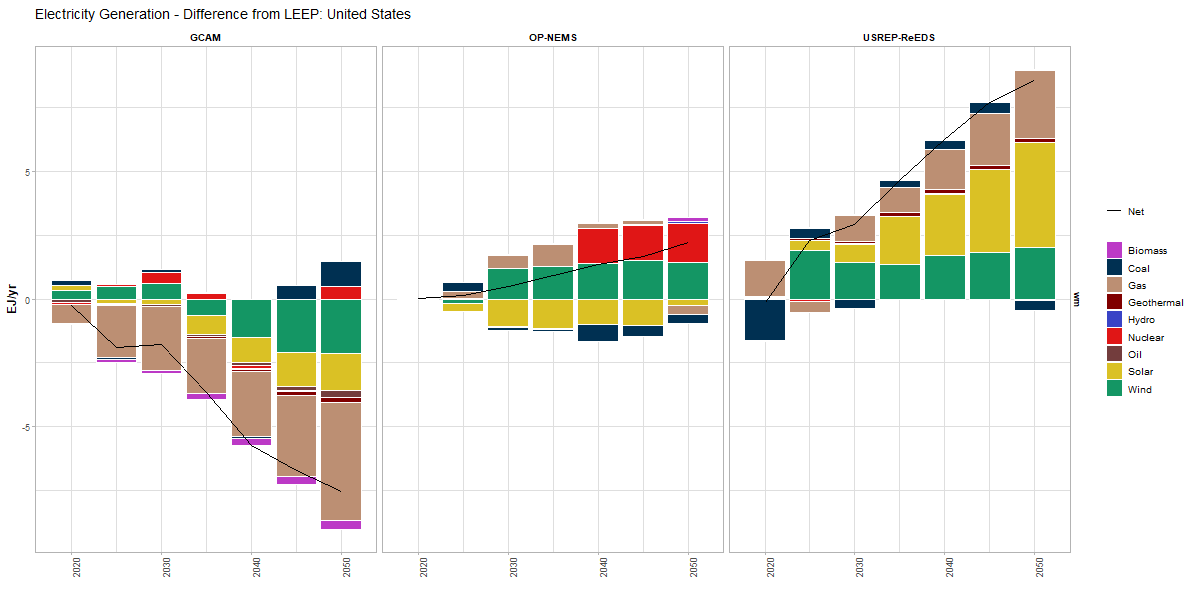 Electricity Generation - Difference from LEEP: United States
GCAM
OP-NEMS
USREP-ReEDS
EJ/yr
5
0
-5
2020
2030
2040
2050
2020
2030
2040
2050
2020
2030
2040
2050
wm
Net
Biomass
Coal
Gas
Geothermal
Hydro
Nuclear
Oil
Solar
Wind